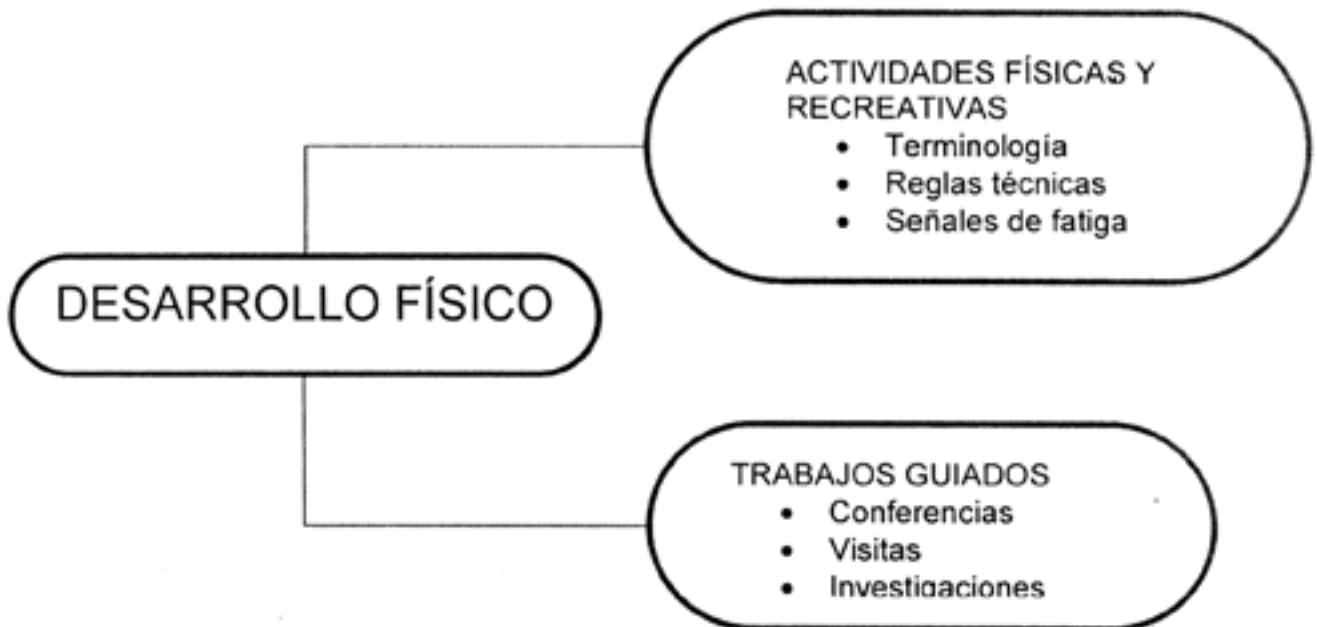 ACTIVIDADES FÍSICAS Y
RECREATIVAS
• Terminología
• Reglas técnicas
• Señales de fatiga
DESARROLLO FÍSICO
TRABAJOS GUIADOS
• Conferencias
• Visitas
• Investigaciones